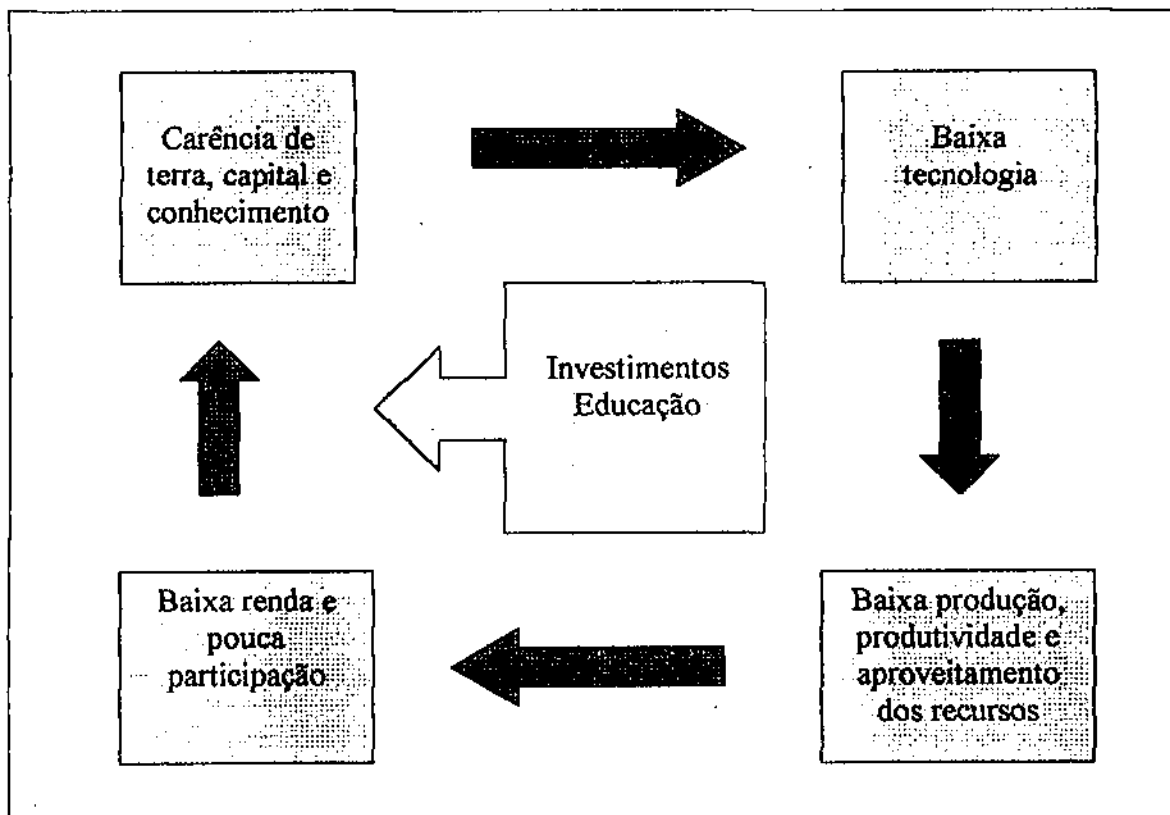 Carência de
terra, capital e
conhecimento
Baixa
tecnologia
Investimentos
Educação
Baixa renda e
pouca
participação
Baixa produção,
produtividade e
aproveitamento
dos recursos